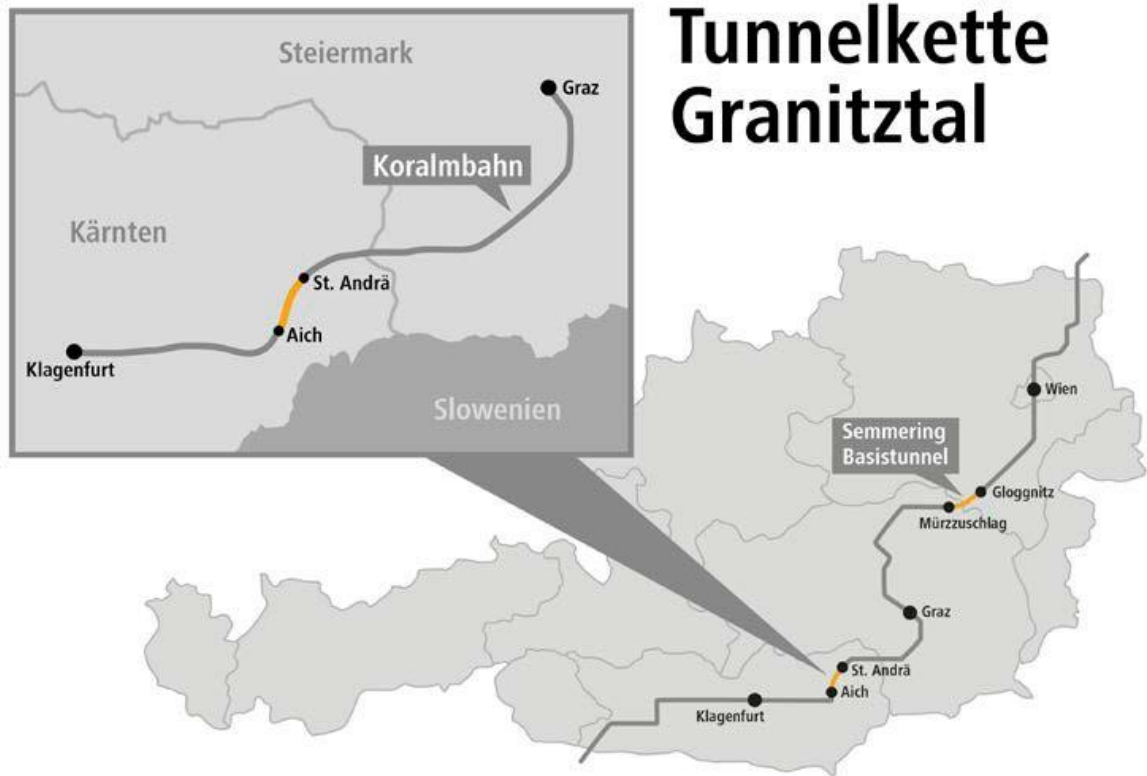 Tunnelkette
Granitztal
Steiermark
Graz
Koralmbahn
Kärnten
St. Andrä
Aich
Klagenfurt
Slowenien
Wien
Semmering
Basistunnel
Gloggnitz
Mürzzuschlag
Graz
St. Andrä
Aich
Klagenfurt